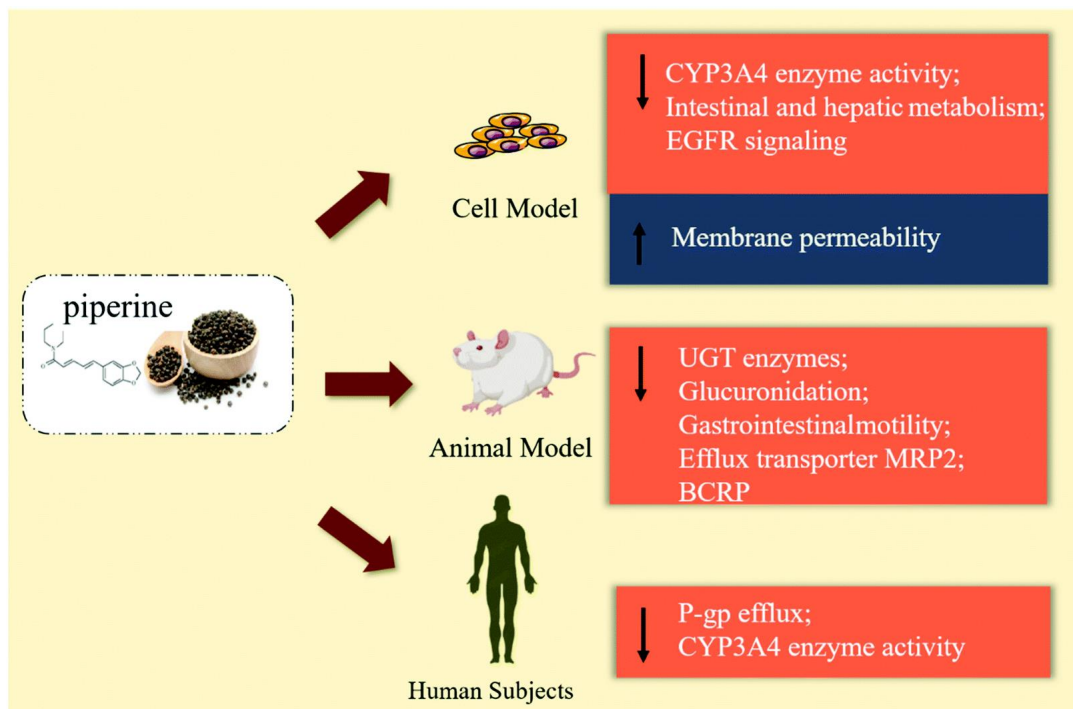 piperine
N
O
O
O
Cell Model
CYP3A4 enzyme activity;
Intestinal and hepatic metabolism;
EGFR signaling
Membrane permeability
Animal Model
UGT enzymes;
Glucuronidation;
Gastrointestinalmotility;
Efflux transporter MRP2;
BCRP
Human Subjects
P-gp efflux;
CYP3A4 enzyme activity